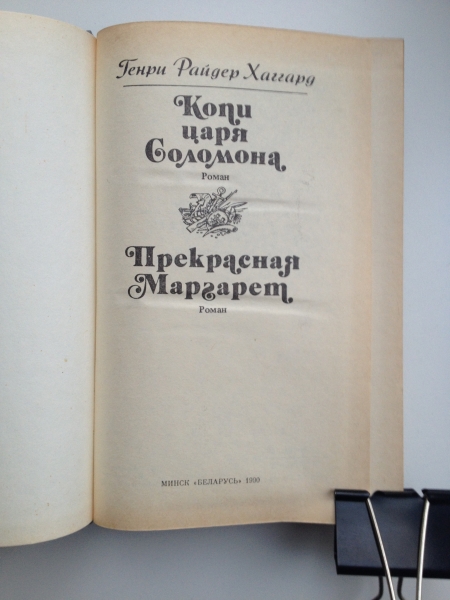 Генри Райдер Хаггард
Копи
царя
Соломона
Роман
Прекрасная
Маргарет
Роман
МИНСК «БЕЛАРУСЬ» 1990